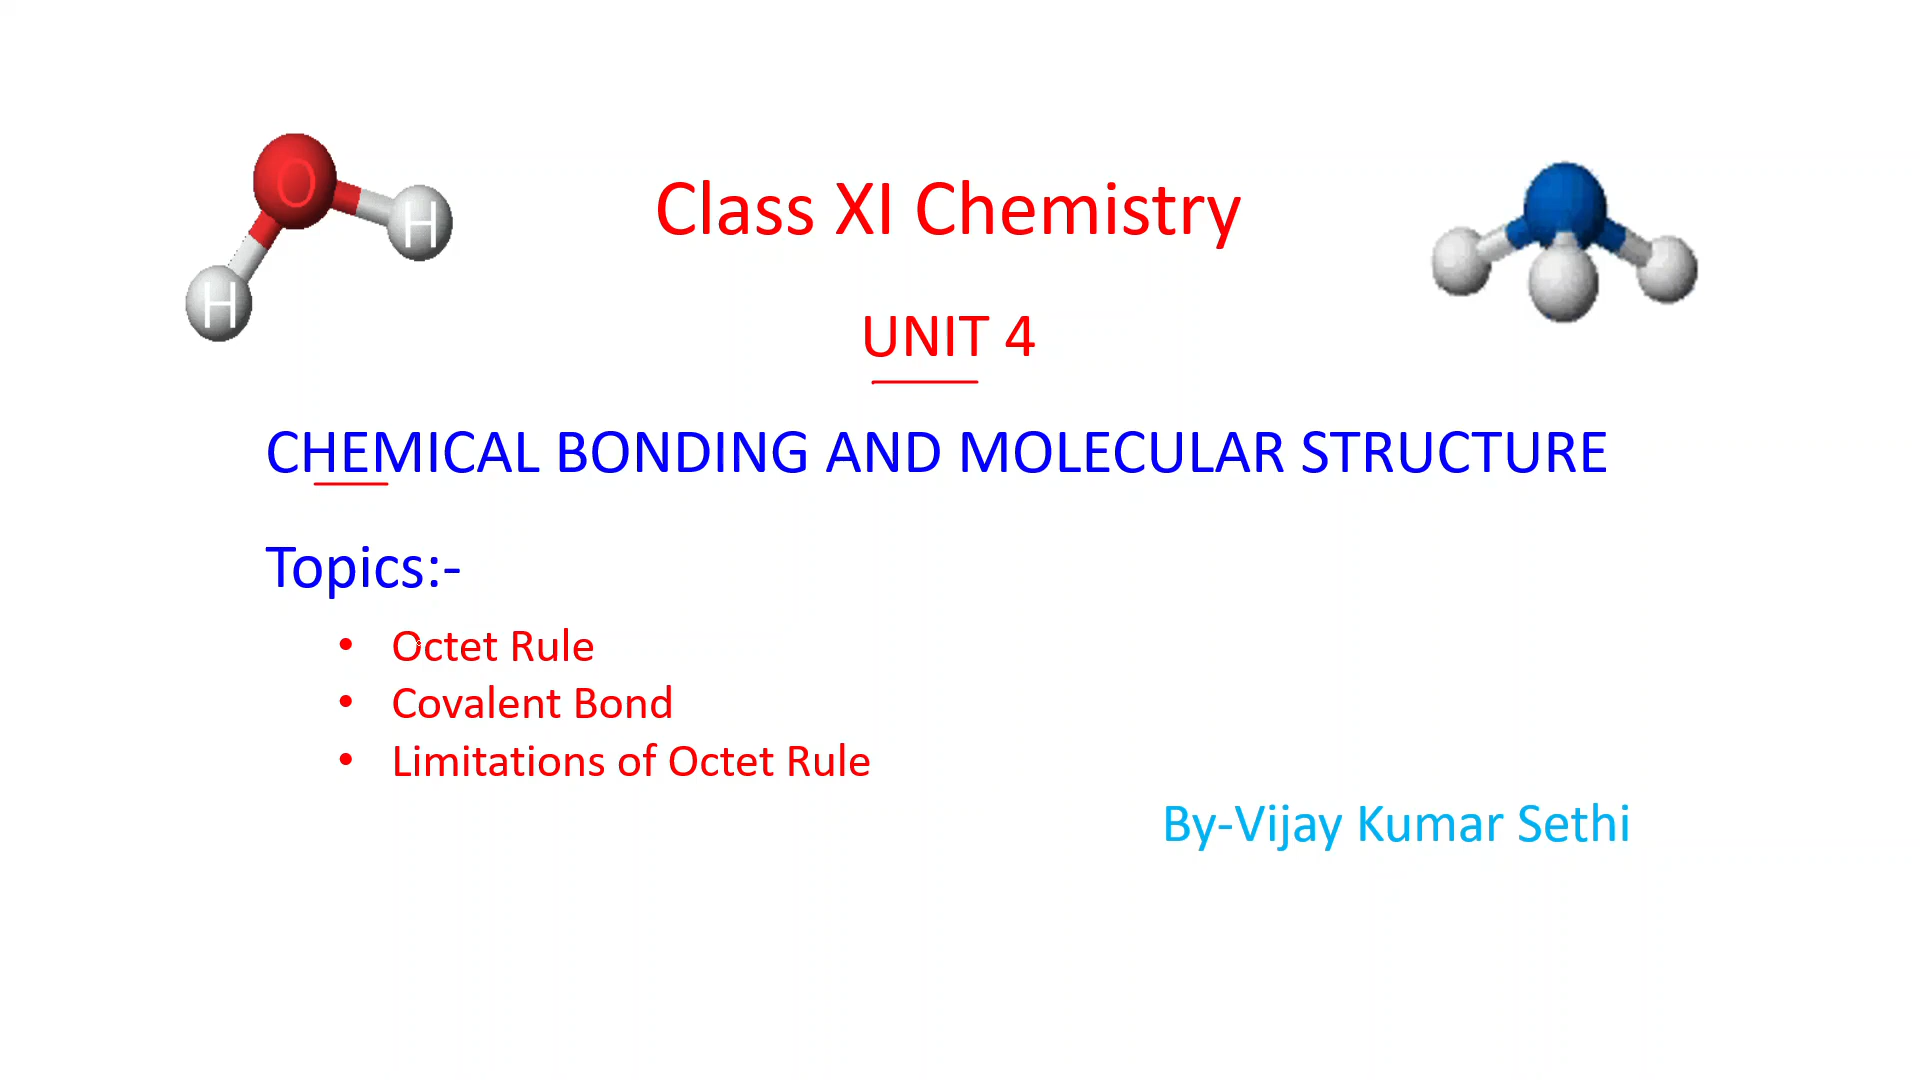 O
H
H
Class XI Chemistry
UNIT 4
CHEMICAL BONDING AND MOLECULAR STRUCTURE
Topics:-
• Octet Rule
• Covalent Bond
• Limitations of Octet Rule
By-Vijay Kumar Sethi